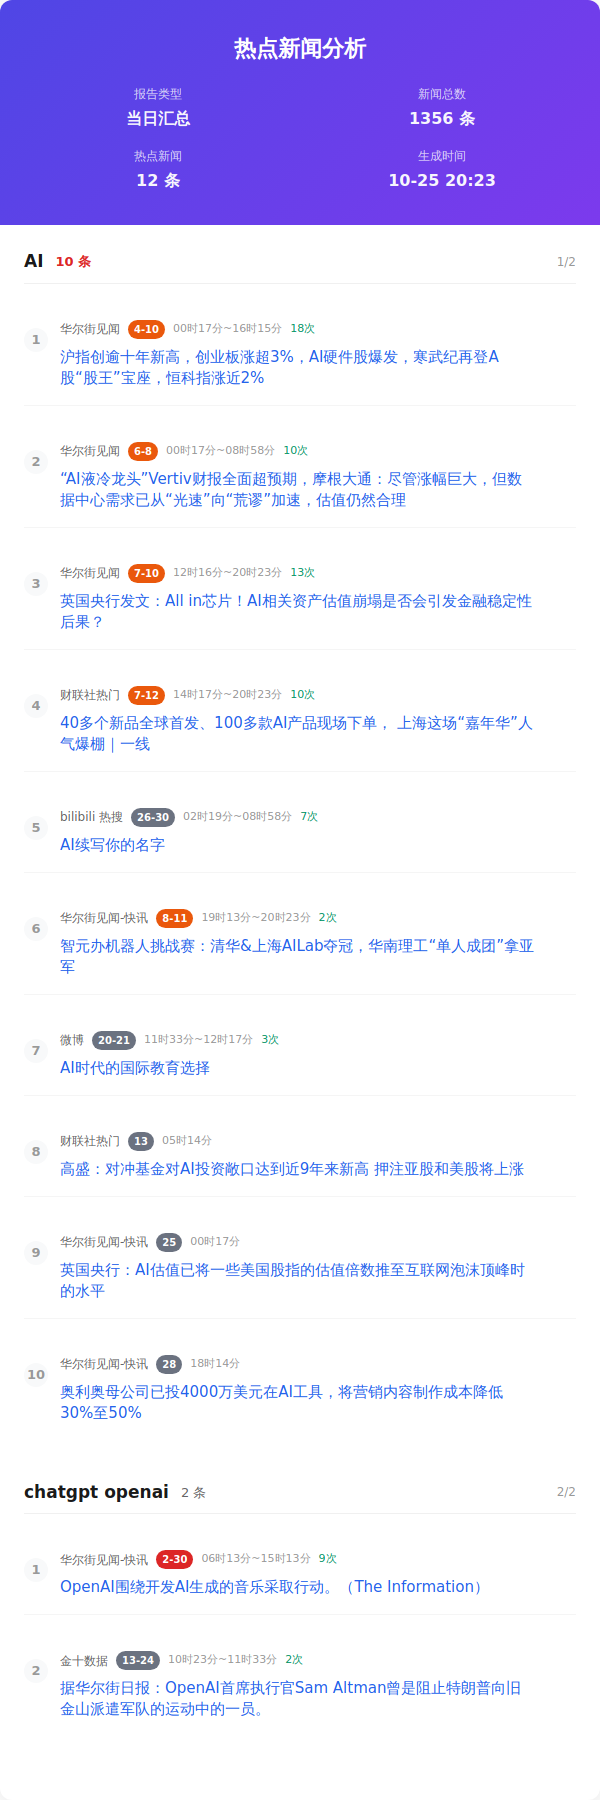 热点新闻分析
报告类型
新闻总数
当日汇总
1356 条
热点新闻
生成时间
12 条
10-25 20:23
AI 10 条 1/2
1
华尔街见闻 4-10 00时17分~16时15分 18次
沪指创逾十年新高，创业板涨超3%，AI硬件股爆发，寒武纪再登A
股“股王”宝座，恒科指涨近2%
2
华尔街见闻 6-8 00时17分~08时58分 10次
“AI液冷龙头”Vertiv财报全面超预期，摩根大通：尽管涨幅巨大，但数
据中心需求已从“光速”向“荒谬”加速，估值仍然合理
3
华尔街见闻 7-10 12时16分~20时23分 13次
英国央行发文：All in芯片！AI相关资产估值崩塌是否会引发金融稳定性
后果？
4
财联社热门 7-12 14时17分~20时23分 10次
40多个新品全球首发、100多款AI产品现场下单， 上海这场“嘉年华”人
气爆棚｜一线
5
bilibili 热搜 26-30 02时19分~08时58分 7次
AI续写你的名字
6
华尔街见闻-快讯 8-11 19时13分~20时23分 2次
智元办机器人挑战赛：清华&上海AILab夺冠，华南理工“单人成团”拿亚
军
7
微博 20-21 11时33分~12时17分 3次
AI时代的国际教育选择
8
财联社热门 13 05时14分
高盛：对冲基金对AI投资敞口达到近9年来新高 押注亚股和美股将上涨
9
华尔街见闻-快讯 25 00时17分
英国央行：AI估值已将一些美国股指的估值倍数推至互联网泡沫顶峰时
的水平
10
华尔街见闻-快讯 28 18时14分
奥利奥母公司已投4000万美元在AI工具，将营销内容制作成本降低
30%至50%
chatgpt openai 2 条 2/2
1
华尔街见闻-快讯 2-30 06时13分~15时13分 9次
OpenAI围绕开发AI生成的音乐采取行动。（The Information）
2
金十数据 13-24 10时23分~11时33分 2次
据华尔街日报：OpenAI首席执行官Sam Altman曾是阻止特朗普向旧
金山派遣军队的运动中的一员。